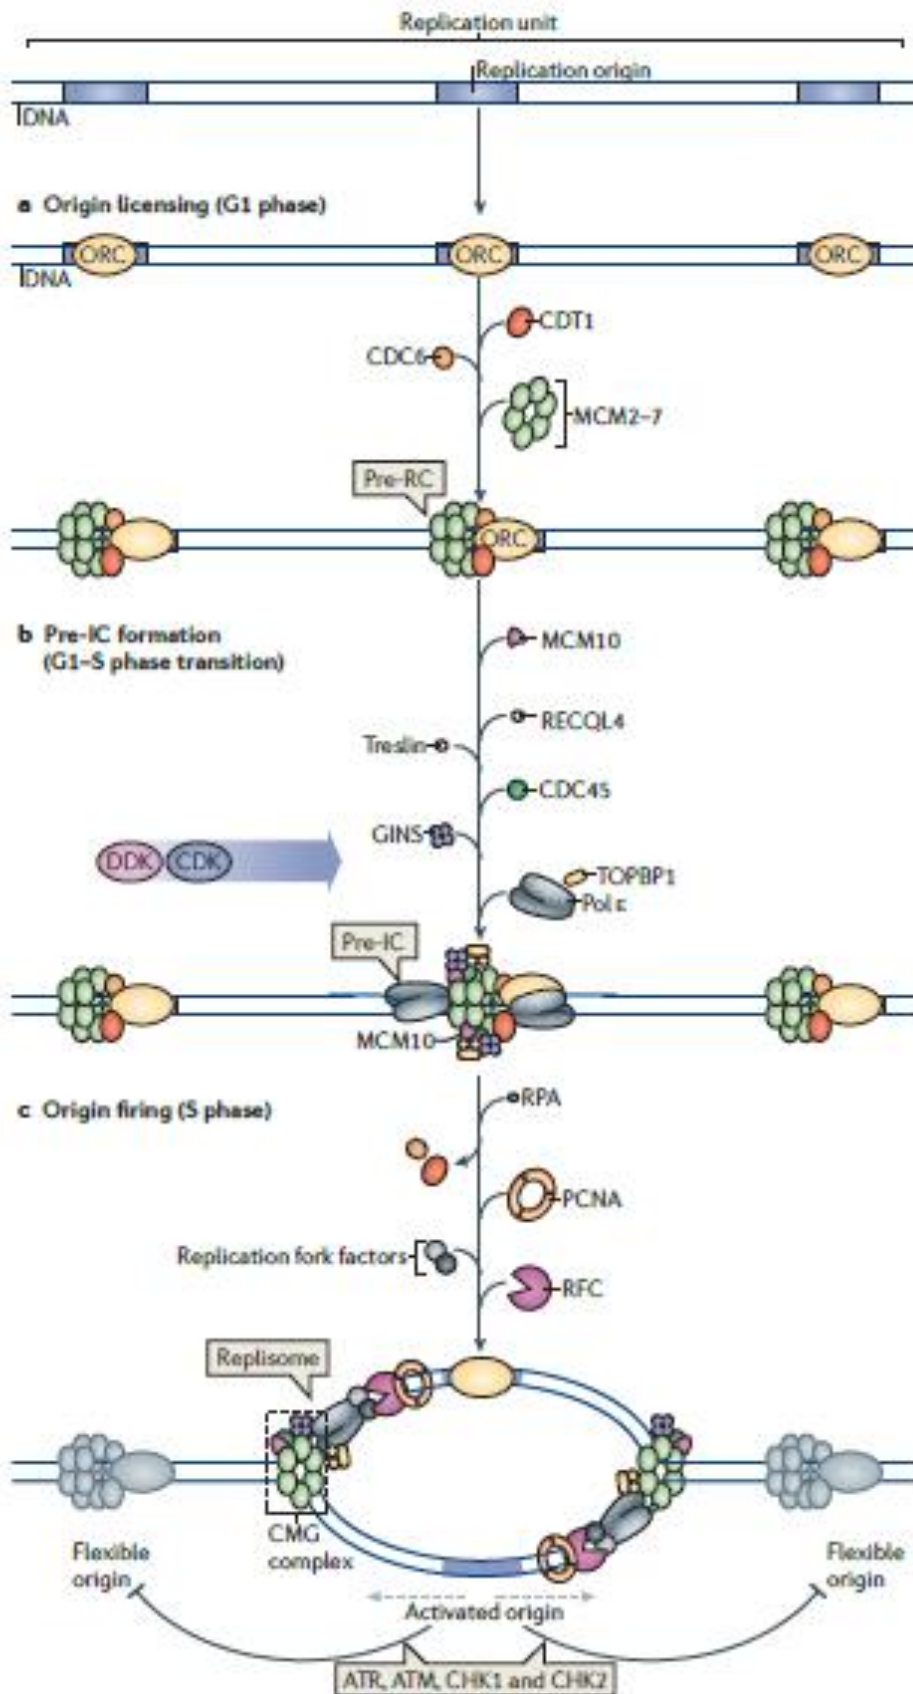 Replication unit
Replication origin
DNA
a Origin licensing (G1 phase)
ORC
ORC
ORC
DNA
CDT1
CDC6
MCM2–7
Pre-RC
ORC
b Pre-IC formation
(G1–S phase transition)
MCM10
RECQL4
Treslin
CDC45
GINS
DDK
CDK
TOPBP1
Pol ε
Pre-IC
MCM10
c Origin firing (S phase)
RPA
PCNA
Replication fork factors
RFC
Replisome
CMG
complex
Flexible
origin
Flexible
origin
Activated origin
ATR, ATM, CHK1 and CHK2